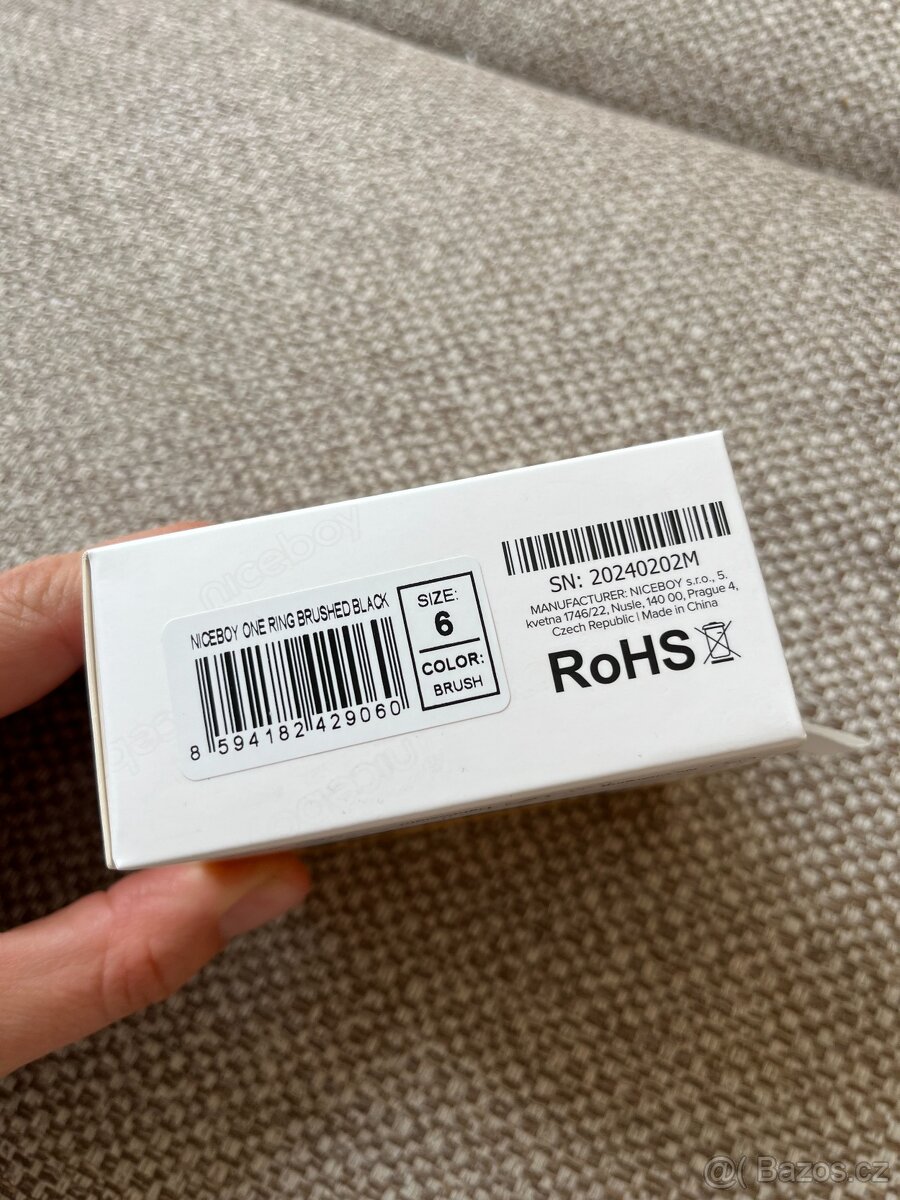 niceboy
NICEBOY ONE RING BRUSHED BLACK
8 594182 429060
SIZE:
6
COLOR:
BRUSH
SN: 20240202M
MANUFACTURER: NICEBOY s.r.o., 5.
kvetna 1746/22, Nusle, 140 00, Prague 4,
Czech Republic | Made in China
RoHS
@( Bazos.cz